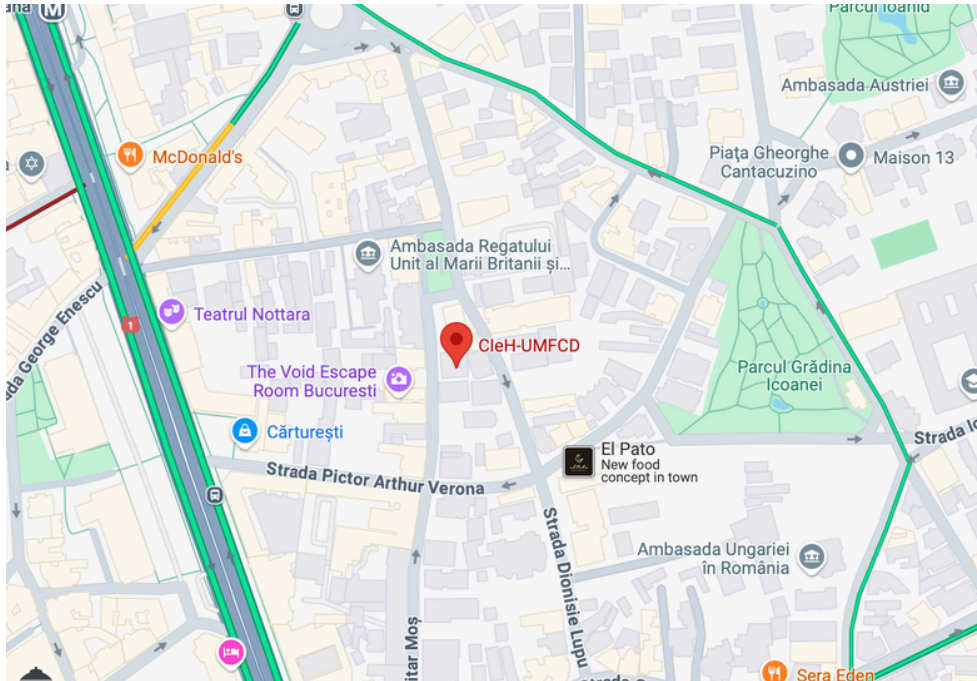 M
Parcul Ioanid
Ambasada Austriei
McDonald's
Piața Gheorghe
Cantacuzino
Maison 13
Ambasada Regatului
Unit al Marii Britanii și...
George Enescu
1
Teatrul Nottara
CIeH-UMFCD
The Void Escape
Room Bucuresti
Parcul Grădina
Icoanei
Cărturești
Strada
El Pato
New food
concept in town
Strada Pictor Arthur Verona
Strada Dionisie Lupu
Ambasada Ungariei
în România
itar Moș
Sera Eden